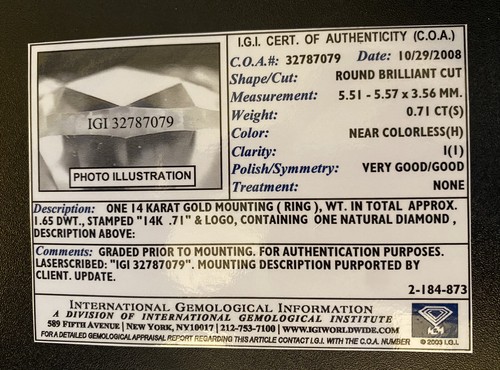 I.G.I. CERT. OF AUTHENTICITY (C.O.A.)
C.O.A.#: 32787079 Date: 10/29/2008
Shape/Cut: ROUND BRILLIANT CUT
Measurement: 5.51 - 5.57 x 3.56 MM.
Weight: 0.71 CT(S)
Color: NEAR COLORLESS(H)
Clarity: I(1)
Polish/Symmetry: VERY GOOD/GOOD
Treatment: NONE
IGI 32787079
PHOTO ILLUSTRATION
Description: ONE 14 KARAT GOLD MOUNTING ( RING ), WT. IN TOTAL APPROX.
1.65 DWT., STAMPED "14K .71" & LOGO, CONTAINING ONE NATURAL DIAMOND ,
DESCRIPTION ABOVE:
Comments: GRADED PRIOR TO MOUNTING. FOR AUTHENTICATION PURPOSES.
LASERSCRIBED: "IGI 32787079". MOUNTING DESCRIPTION PURPORTED BY
CLIENT. UPDATE.
2-184-873
INTERNATIONAL GEMOLOGICAL INFORMATION
A DIVISION OF INTERNATIONAL GEMOLOGICAL INSTITUTE
589 FIFTH AVENUE | NEW YORK, NY10017 | 212-753-7100 | WWW.IGIWORLDWIDE.COM
FOR A DETAILED GEMOLOGICAL APPRAISAL REPORT REGARDING THIS ARTICLE CONTACT I.G.I. WITH THE C.O.A. NUMBER
IGI
© 2003 I.G.I.